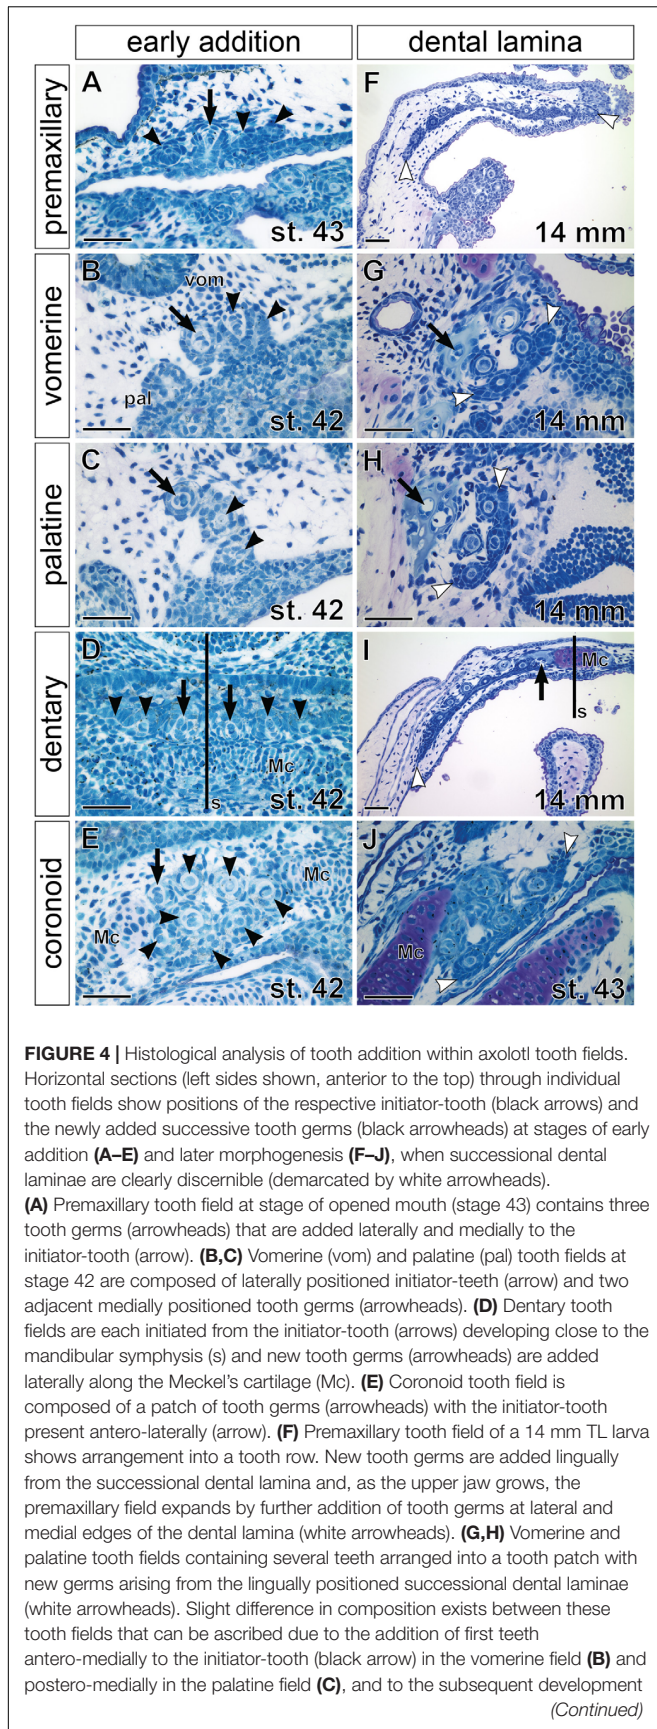 early addition
dental lamina
premaxillary
A
st. 43
F
14 mm
vomerine
B
vom
pal
st. 42
G
14 mm
palatine
C
st. 42
H
14 mm
dentary
D
Mc
s
st. 42
I
Mc
s
14 mm
coronoid
E
Mc
Mc
st. 42
J
Mc
st. 43
FIGURE 4 | Histological analysis of tooth addition within axolotl tooth fields.
Horizontal sections (left sides shown, anterior to the top) through individual
tooth fields show positions of the respective initiator-tooth (black arrows) and
the newly added successive tooth germs (black arrowheads) at stages of early
addition (A–E) and later morphogenesis (F–J), when successional dental
laminae are clearly discernible (demarcated by white arrowheads).
(A) Premaxillary tooth field at stage of opened mouth (stage 43) contains three
tooth germs (arrowheads) that are added laterally and medially to the
initiator-tooth (arrow). (B,C) Vomerine (vom) and palatine (pal) tooth fields at
stage 42 are composed of laterally positioned initiator-teeth (arrow) and two
adjacent medially positioned tooth germs (arrowheads). (D) Dentary tooth
fields are each initiated from the initiator-tooth (arrows) developing close to the
mandibular symphysis (s) and new tooth germs (arrowheads) are added
laterally along the Meckel's cartilage (Mc). (E) Coronoid tooth field is
composed of a patch of tooth germs (arrowheads) with the initiator-tooth
present antero-laterally (arrow). (F) Premaxillary tooth field of a 14 mm TL larva
shows arrangement into a tooth row. New tooth germs are added lingually
from the successional dental lamina and, as the upper jaw grows, the
premaxillary field expands by further addition of tooth germs at lateral and
medial edges of the dental lamina (white arrowheads). (G,H) Vomerine and
palatine tooth fields containing several teeth arranged into a tooth patch with
new germs arising from the lingually positioned successional dental laminae
(white arrowheads). Slight difference in composition exists between these
tooth fields that can be ascribed due to the addition of first teeth
antero-medially to the initiator-tooth (black arrow) in the vomerine field (B) and
postero-medially in the palatine field (C), and to the subsequent development
(Continued)